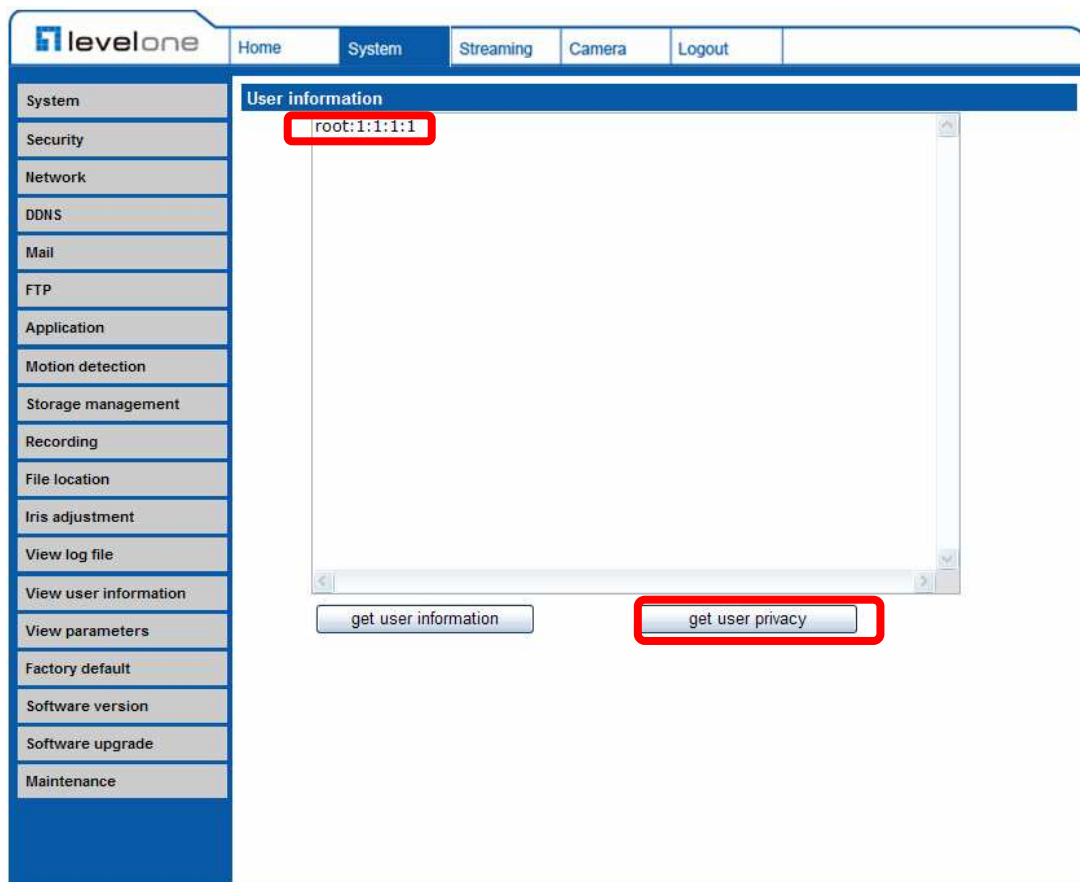 levelone
Home System Streaming Camera Logout
User information
root:1:1:1:1
System
Security
Network
DDNS
Mail
FTP
Application
Motion detection
Storage management
Recording
File location
Iris adjustment
View log file
View user information
View parameters
Factory default
Software version
Software upgrade
Maintenance
get user information get user privacy